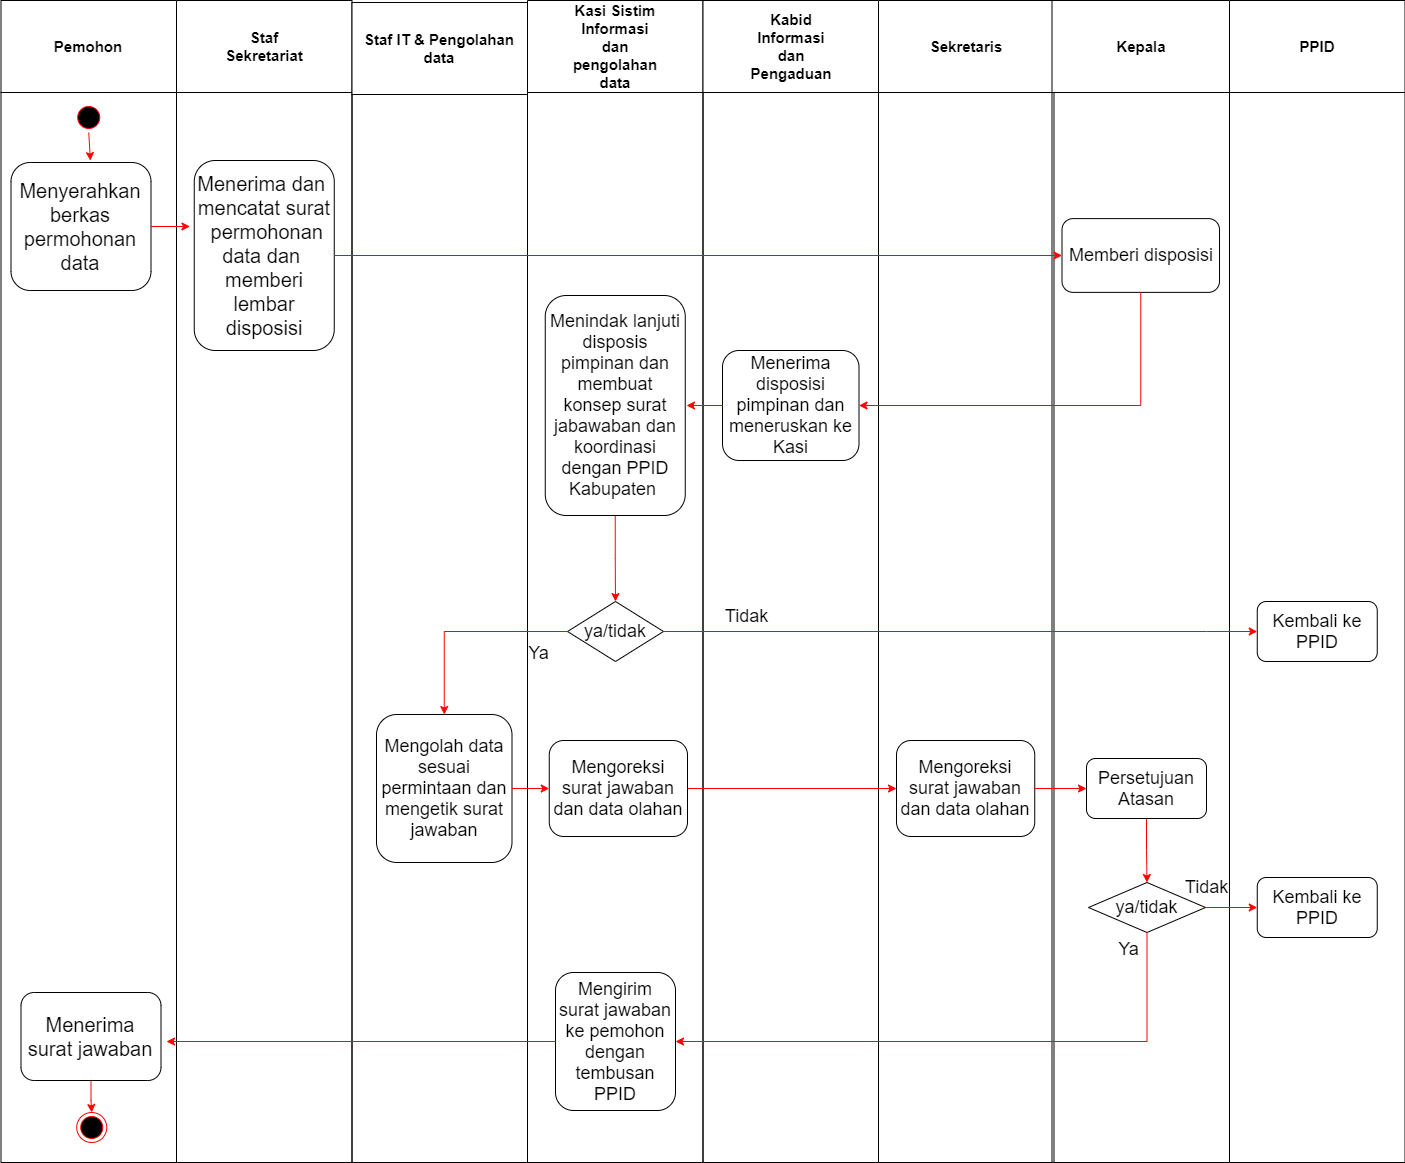 Pemohon
Staf
Sekretariat
Staf IT & Pengolahan
data
Kasi Sistim
Informasi
dan
pengolahan
data
Kabid
Informasi
dan
Pengaduan
Sekretaris
Kepala
PPID
Menyerahkan
berkas
permohonan
data
Menerima dan
mencatat surat
permohonan
data dan
memberi
lembar
disposisi
Memberi disposisi
Menindak lanjuti
disposis
pimpinan dan
membuat
konsep surat
jabawaban dan
koordinasi
dengan PPID
Kabupaten
Menerima
disposisi
pimpinan dan
meneruskan ke
Kasi
ya/tidak
Tidak
Ya
Kembali ke
PPID
Mengolah data
sesuai
permintaan dan
mengetik surat
jawaban
Mengoreksi
surat jawaban
dan data olahan
Mengoreksi
surat jawaban
dan data olahan
Persetujuan
Atasan
ya/tidak
Tidak
Ya
Kembali ke
PPID
Mengirim
surat jawaban
ke pemohon
dengan
tembusan
PPID
Menerima
surat jawaban